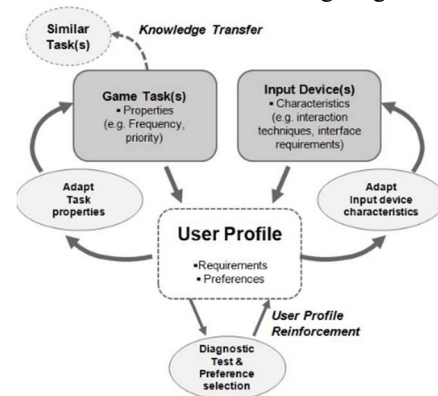 Similar
Task(s)
Knowledge Transfer
Game Task(s)
▪ Properties
(e.g. Frequency,
priority)
Input Device(s)
▪ Characteristics
(e.g. interaction
techniques, interface
requirements)
Adapt
Task
properties
Adapt
Input device
characteristics
User Profile
▪Requirements
▪ Preferences
User Profile
Reinforcement
Diagnostic
Test &
Preference
selection